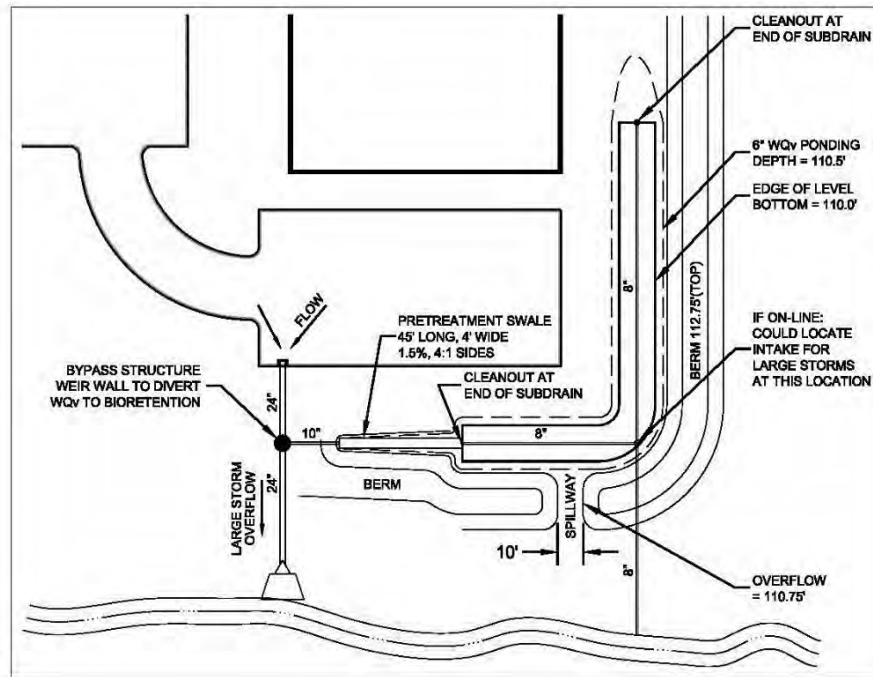 CLEANOUT AT
END OF SUBDRAIN
6" WQv PONDING
DEPTH = 110.5'
EDGE OF LEVEL
BOTTOM = 110.0'
8"
BERM 112.75'(TOP)
FLOW
PRETREATMENT SWALE
45' LONG, 4' WIDE
1.5%, 4:1 SIDES
IF ON-LINE:
COULD LOCATE
INTAKE FOR
LARGE STORMS
AT THIS LOCATION
BYPASS STRUCTURE
WEIR WALL TO DIVERT
WQv TO BIORETENTION
CLEANOUT AT
END OF SUBDRAIN
24"
10"
8"
24"
LARGE STORM
OVERFLOW
BERM
SPILLWAY
10'
8"
OVERFLOW
= 110.75'